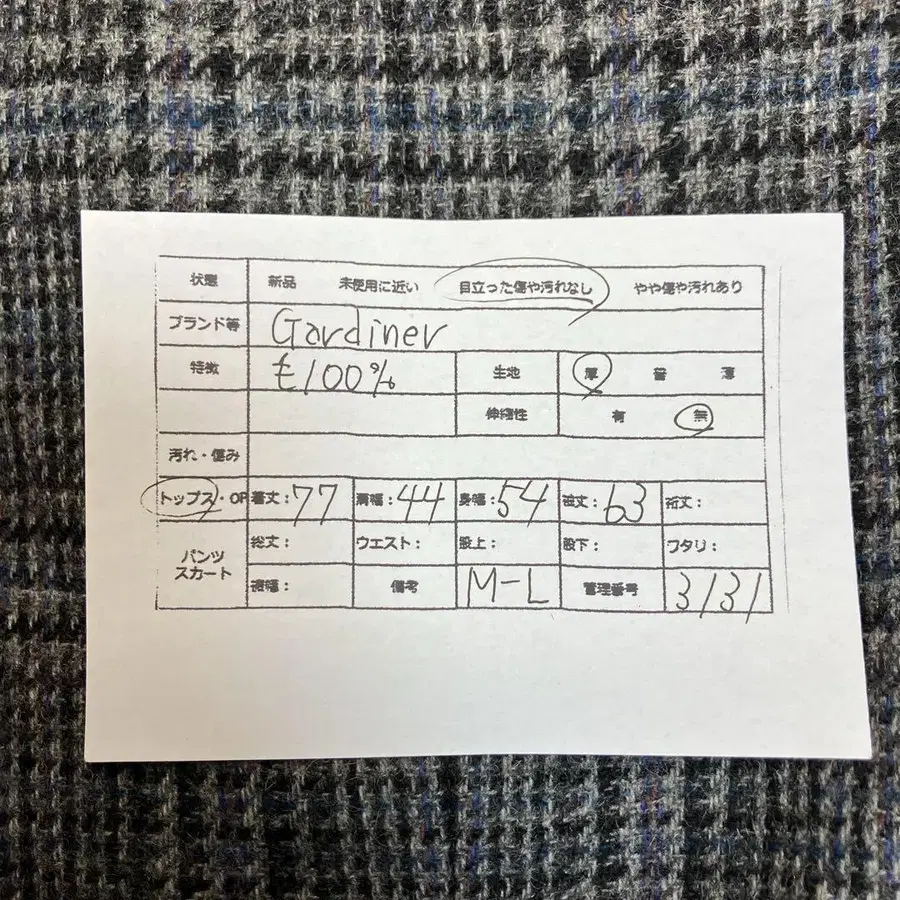 状態 新品 未使用に近い 目立った傷や汚れなし やや傷や汚れあり
ブランド等 Gardiner
特徴 モ100% 生地 厚 普 薄
伸縮性 有 無
汚れ・傷み
トップス・OP 着丈:77 肩幅:44 身幅:54 袖丈:63 裄丈:
パンツ スカート 総丈: ウエスト: 股上: 股下: ワタリ:
裾幅: 備考 M-L 管理番号 3131